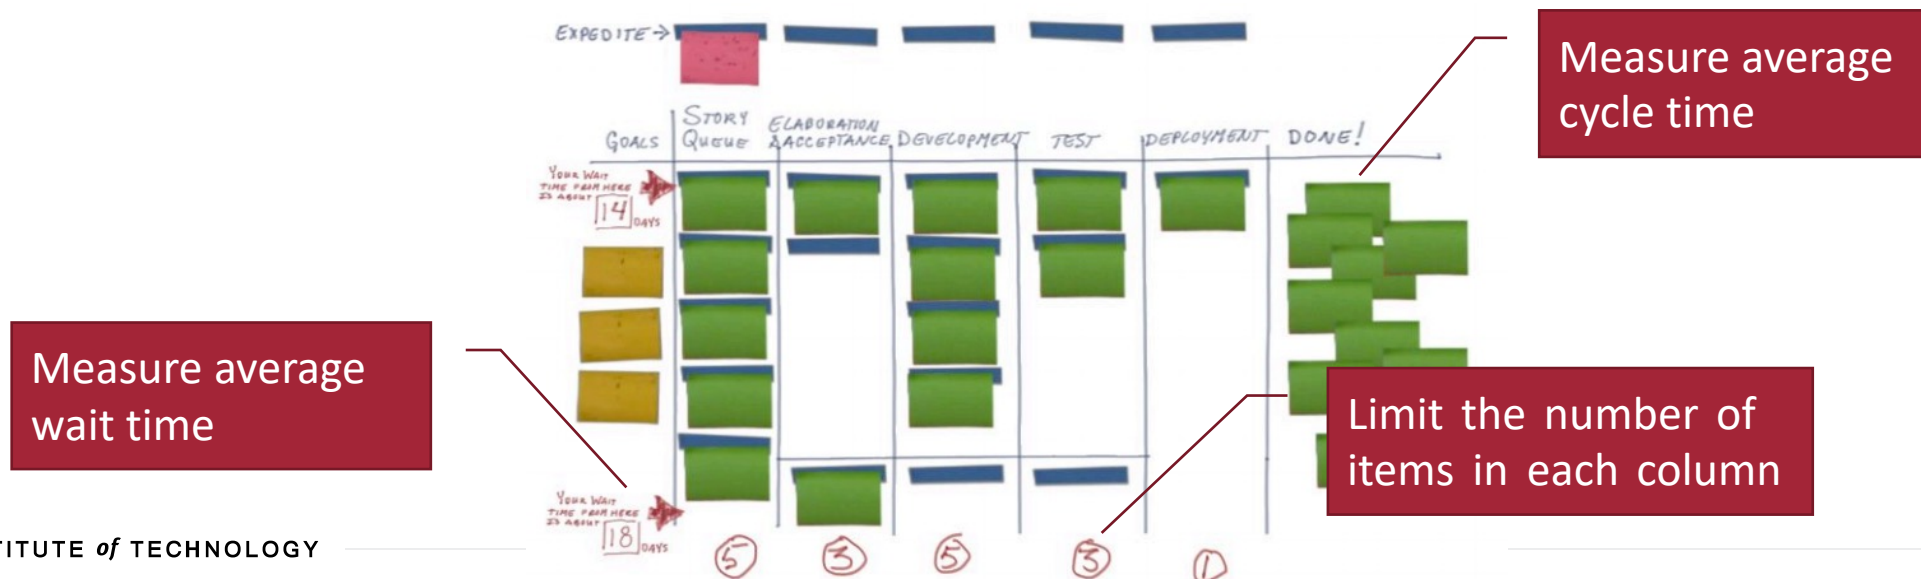 EXPEDITE →
Measure average
cycle time
GOALS
STORY
QUEUE
ELABORATION
& ACCEPTANCE
DEVELOPMENT
TEST
DEPLOYMENT
DONE!
YOUR WAIT
TIME FROM HERE
IS ABOUT
14 DAYS
Measure average
wait time
Limit the number of
items in each column
YOUR WAIT
TIME FROM HERE
IS ABOUT
18 DAYS
TITUTE of TECHNOLOGY
5
3
5
3
1